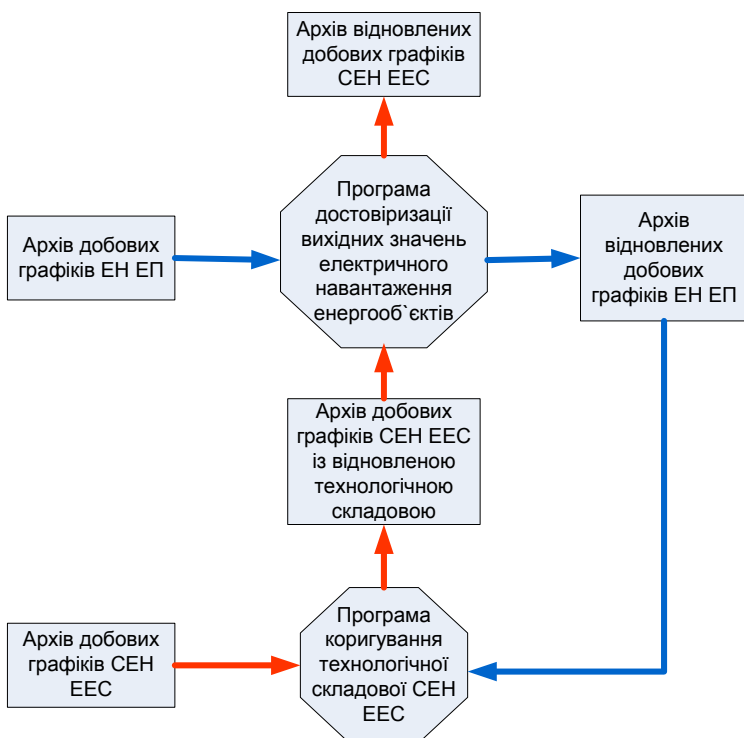 Архів відновлених
добових графіків
СЕН ЕЕС
Програма
достовіризації
вихідних значень
електричного
навантаження
енергооб`єктів
Архів добових
графіків ЕН ЕП
Архів
відновлених
добових
графіків ЕН ЕП
Архів добових
графіків СЕН ЕЕС
із відновленою
технологічною
складовою
Архів добових
графіків СЕН
ЕЕС
Програма
коригування
технологічної
складової СЕН
ЕЕС